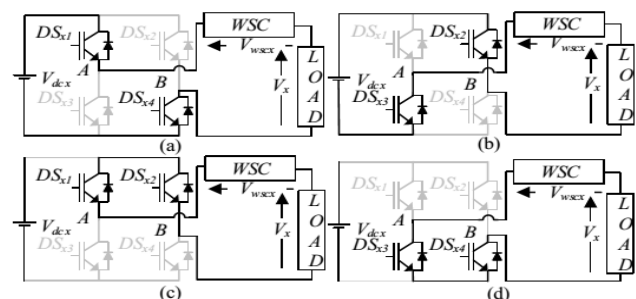 DSx1
DSx2
WSC
Vwscx
LOAD
Vdcx
A
B
Vx
DSx3
DSx4
(a)
DSx1
DSx2
WSC
Vwscx
LOAD
Vdcx
A
B
Vx
DSx3
DSx4
(b)
DSx1
DSx2
WSC
Vwscx
LOAD
Vdcx
A
B
Vx
DSx3
DSx4
(c)
DSx1
DSx2
WSC
Vwscx
LOAD
Vdcx
A
B
Vx
DSx3
DSx4
(d)